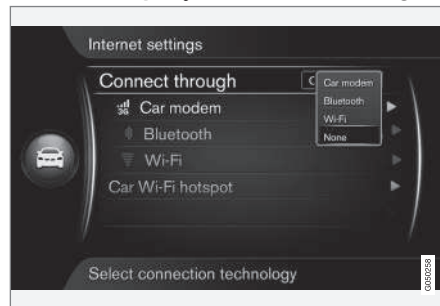 Internet settings
Connect through
Car modem
Bluetooth
Wi-Fi
None
3G Car modem
Bluetooth
Wi-Fi
Car Wi-Fi hotspot
Select connection technology
G050258